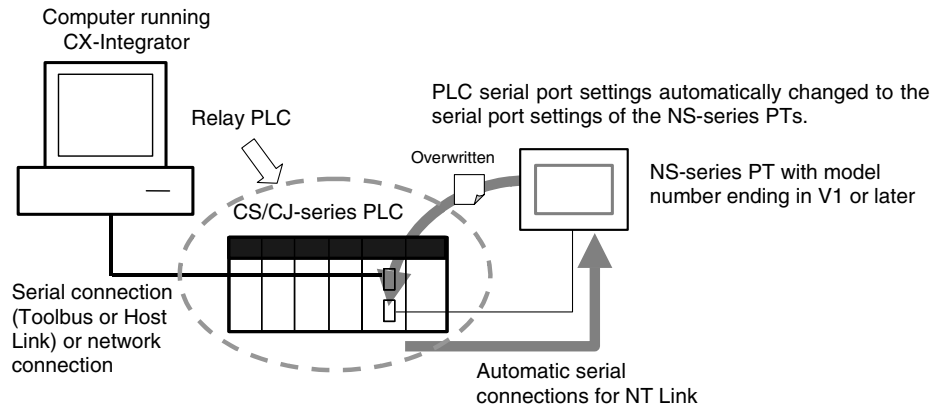 Computer running
CX-Integrator
PLC serial port settings automatically changed to the
serial port settings of the NS-series PTs.
Relay PLC
Overwritten
NS-series PT with model
number ending in V1 or later
CS/CJ-series PLC
Serial connection
(Toolbus or Host
Link) or network
connection
Automatic serial
connections for NT Link